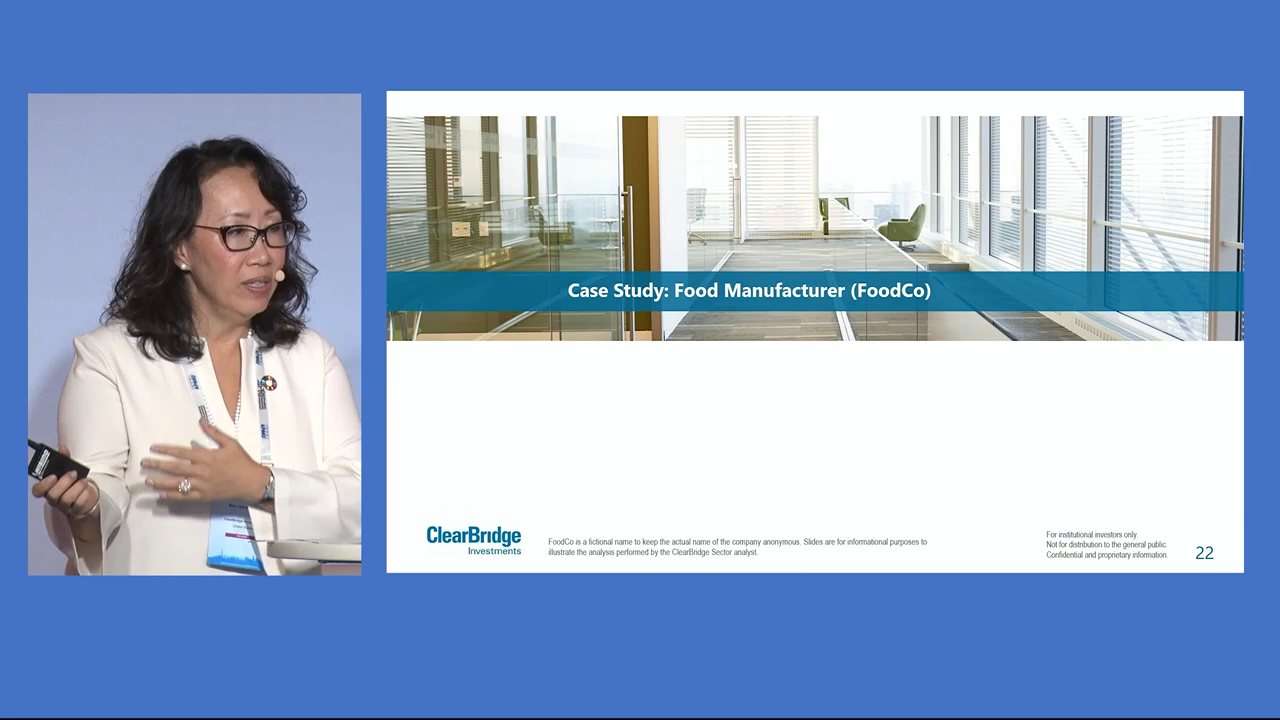 Case Study: Food Manufacturer (FoodCo)
ClearBridge
Investments
FoodCo is a fictional name to keep the actual name of the company anonymous. Slides are for informational purposes to
illustrate the analysis performed by the ClearBridge Sector analyst.
For institutional investors only.
Not for distribution to the general public.
Confidential and proprietary information.
22